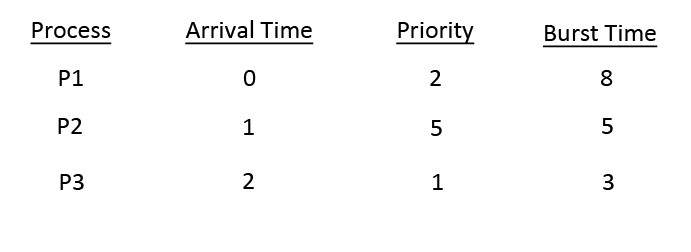 Process Arrival Time Priority Burst Time
P1 0 2 8
P2 1 5 5
P3 2 1 3